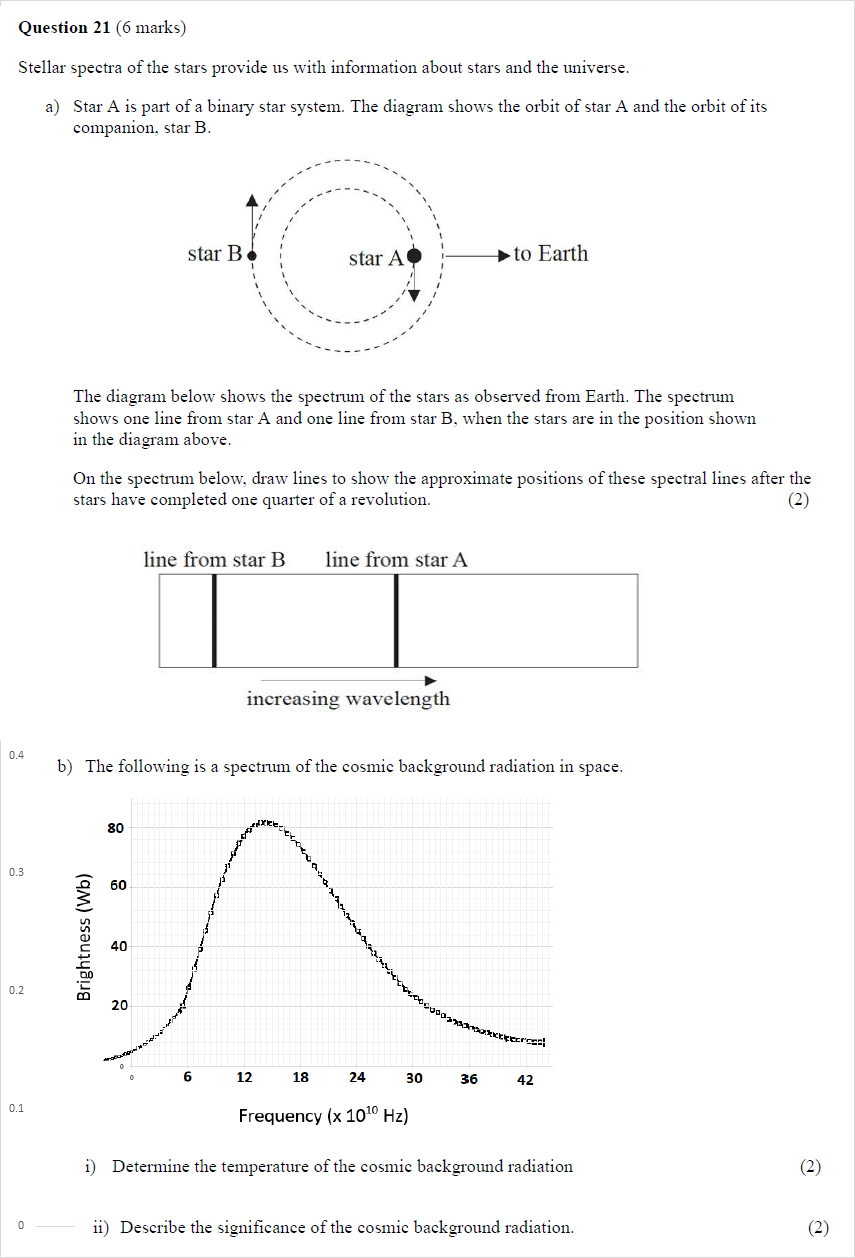 Question 21 (6 marks)
Stellar spectra of the stars provide us with information about stars and the universe.
a) Star A is part of a binary star system. The diagram shows the orbit of star A and the orbit of its
companion, star B.
star B
star A
to Earth
The diagram below shows the spectrum of the stars as observed from Earth. The spectrum
shows one line from star A and one line from star B, when the stars are in the position shown
in the diagram above.
On the spectrum below, draw lines to show the approximate positions of these spectral lines after the
stars have completed one quarter of a revolution. (2)
line from star B line from star A
increasing wavelength
0.4
b) The following is a spectrum of the cosmic background radiation in space.
80
0.3
60
Brightness (Wb)
40
0.2
20
0
0 6 12 18 24 30 36 42
0.1
Frequency (x 10¹⁰ Hz)
i) Determine the temperature of the cosmic background radiation (2)
0
ii) Describe the significance of the cosmic background radiation. (2)